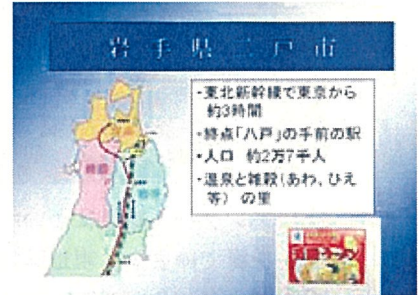 岩手県二戸市
・東北新幹線で東京から
約3時間
・終点「八戸」の手前の駅
・人口 約2万7千人
・温泉と雑穀(あわ、ひえ
等) の里